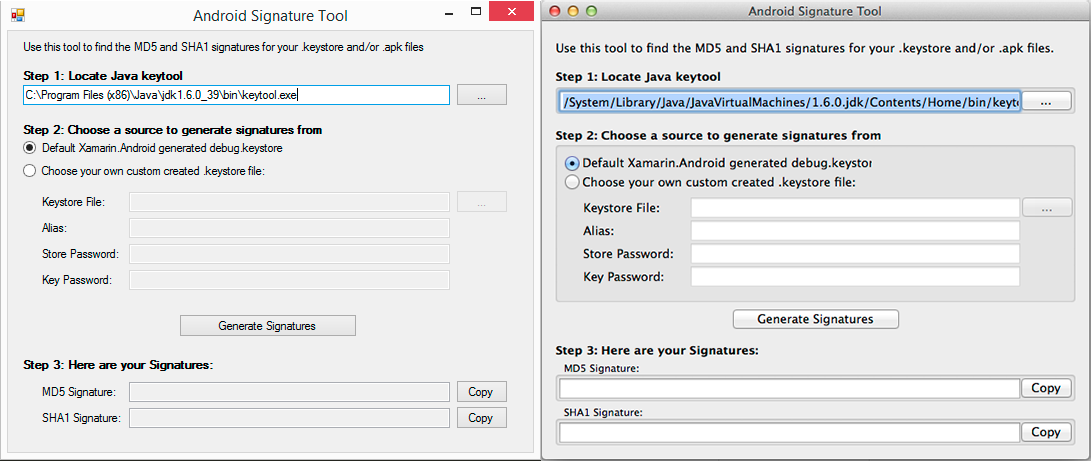 Android Signature Tool
Use this tool to find the MD5 and SHA1 signatures for your .keystore and/or .apk files
Step 1: Locate Java keytool
C:\Program Files (x86)\Java\jdk1.6.0_39\bin\keytool.exe
...
Step 2: Choose a source to generate signatures from
Default Xamarin.Android generated debug.keystore
Choose your own custom created .keystore file:
Keystore File:
...
Alias:
Store Password:
Key Password:
Generate Signatures
Step 3: Here are your Signatures:
MD5 Signature:
Copy
SHA1 Signature:
Copy
Android Signature Tool
Use this tool to find the MD5 and SHA1 signatures for your .keystore and/or .apk files.
Step 1: Locate Java keytool
/System/Library/Java/JavaVirtualMachines/1.6.0.jdk/Contents/Home/bin/keyto
...
Step 2: Choose a source to generate signatures from
Default Xamarin.Android generated debug.keystor
Choose your own custom created .keystore file:
Keystore File:
...
Alias:
Store Password:
Key Password:
Generate Signatures
Step 3: Here are your Signatures:
MD5 Signature:
Copy
SHA1 Signature:
Copy